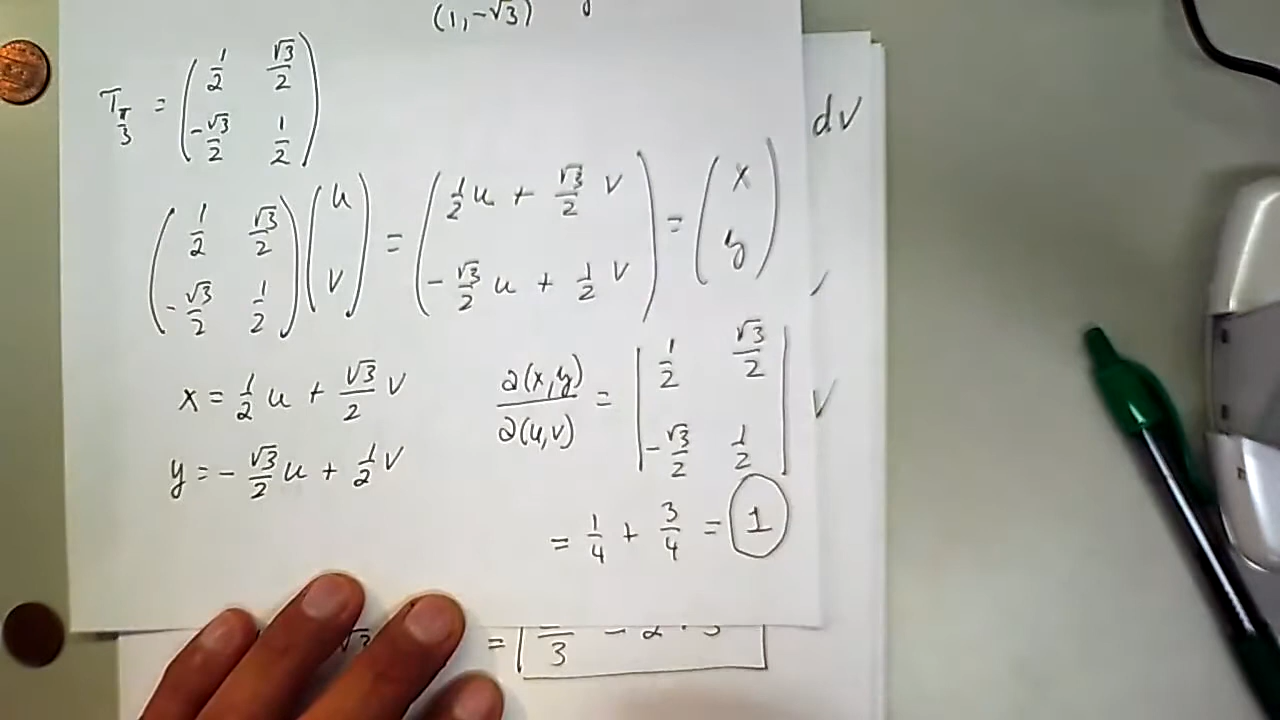 (1, -√3)
T_{π/3} = ( 1/2 √3/2 ; -√3/2 1/2 )
dv
( 1/2 √3/2 ; -√3/2 1/2 ) ( u ; v ) = ( 1/2 u + √3/2 v ; -√3/2 u + 1/2 v ) = ( x ; y )
x = 1/2 u + √3/2 v
∂(x,y)/∂(u,v) = | 1/2 √3/2 ; -√3/2 1/2 |
v
y = -√3/2 u + 1/2 v
= 1/4 + 3/4 = 1